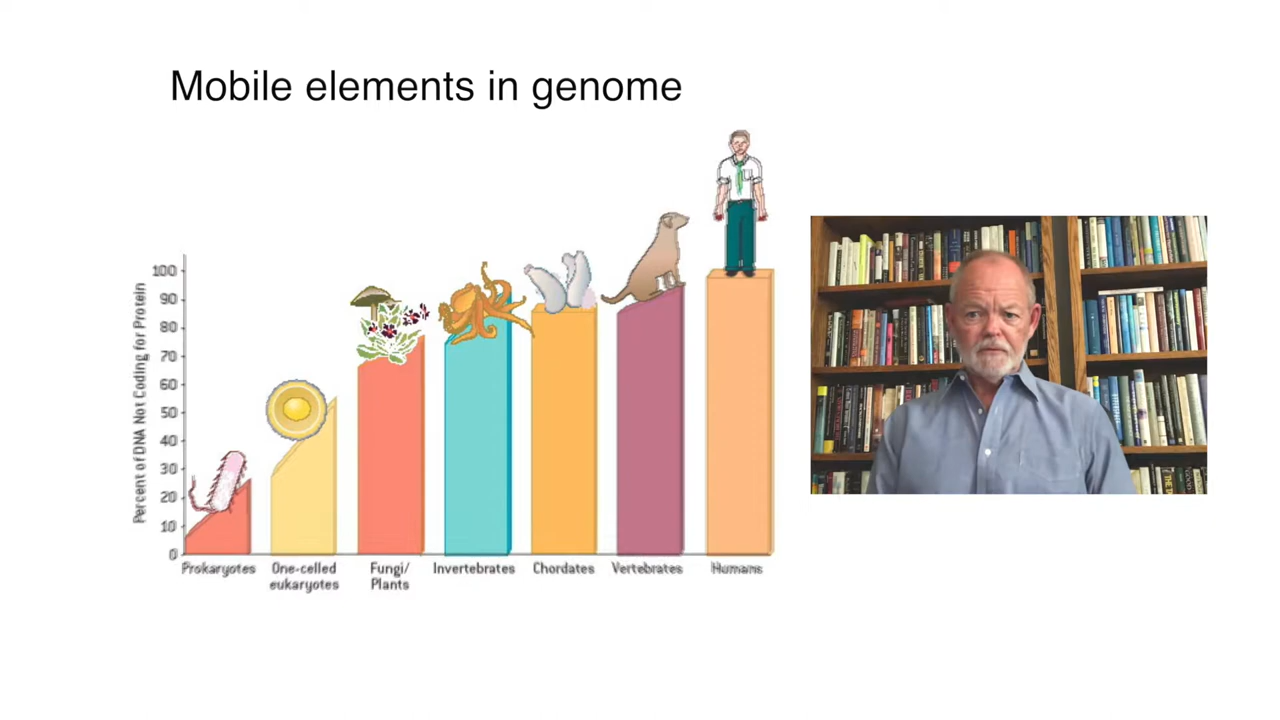 Mobile elements in genome
Percent of DNA Not Coding for Protein
100
90
80
70
60
50
40
30
20
10
0
Prokaryotes
One-celled
eukaryotes
Fungi/
Plants
Invertebrates
Chordates
Vertebrates
Humans